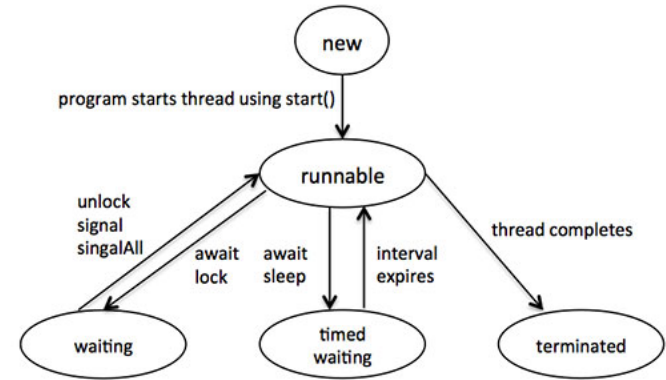 new
program starts thread using start()
runnable
unlock
signal
singalAll
await
lock
await
sleep
interval
expires
thread completes
waiting
timed
waiting
terminated